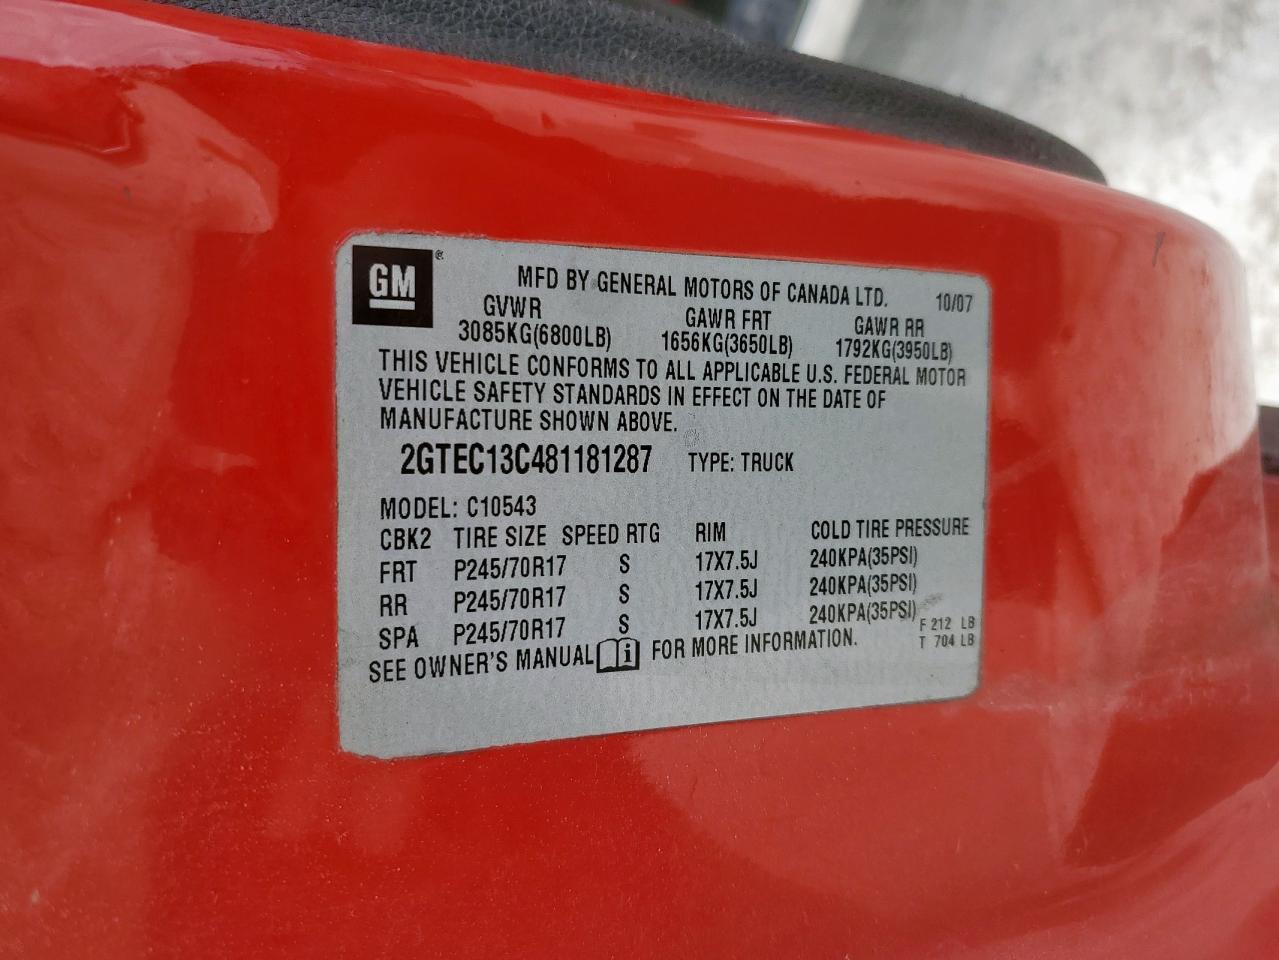 GM ®
MFD BY GENERAL MOTORS OF CANADA LTD. 10/07
GVWR GAWR FRT GAWR RR
3085KG(6800LB) 1656KG(3650LB) 1792KG(3950LB)
THIS VEHICLE CONFORMS TO ALL APPLICABLE U.S. FEDERAL MOTOR
VEHICLE SAFETY STANDARDS IN EFFECT ON THE DATE OF
MANUFACTURE SHOWN ABOVE.
2GTEC13C481181287 TYPE: TRUCK
MODEL: C10543
CBK2 TIRE SIZE SPEED RTG RIM COLD TIRE PRESSURE
FRT P245/70R17 S 17X7.5J 240KPA(35PSI)
RR P245/70R17 S 17X7.5J 240KPA(35PSI)
SPA P245/70R17 S 17X7.5J 240KPA(35PSI)
F 212 LB
T 704 LB
SEE OWNER'S MANUAL i FOR MORE INFORMATION.